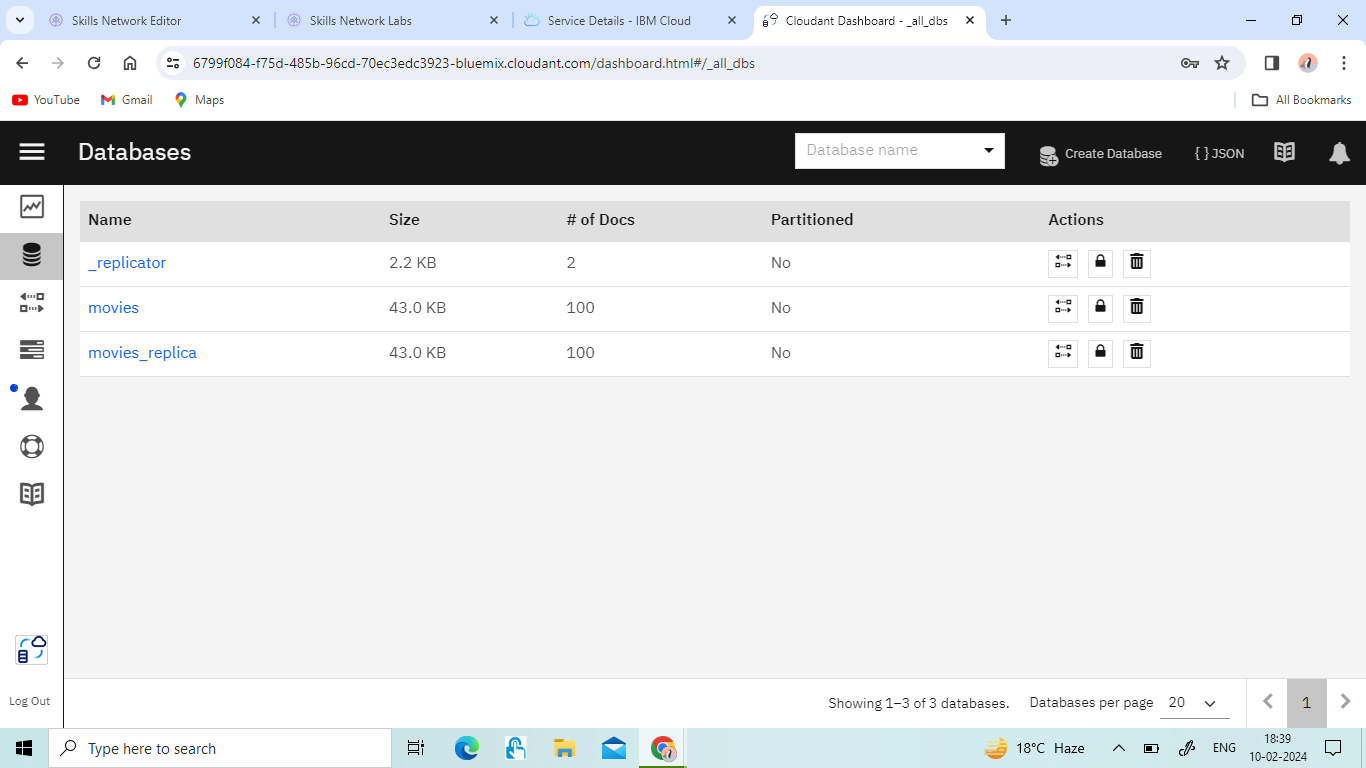 Skills Network Editor
Skills Network Labs
Service Details - IBM Cloud
Cloudant Dashboard - _all_dbs
6799f084-f75d-485b-96cd-70ec3edc3923-bluemix.cloudant.com/dashboard.html#/_all_dbs
YouTube Gmail Maps All Bookmarks
Databases Database name Create Database { } JSON
Name Size # of Docs Partitioned Actions
_replicator 2.2 KB 2 No
movies 43.0 KB 100 No
movies_replica 43.0 KB 100 No
Log Out
Showing 1–3 of 3 databases. Databases per page 20 1
Type here to search
18°C Haze ENG
18:39
10-02-2024